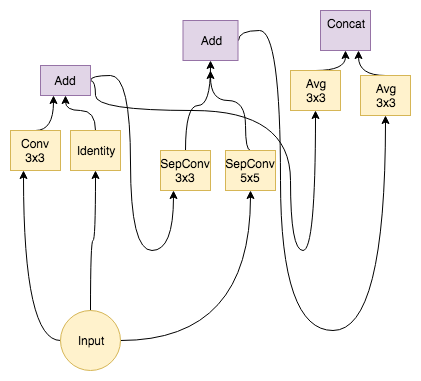 Concat
Add
Add
Avg
3x3
Avg
3x3
Conv
3x3
Identity
SepConv
3x3
SepConv
5x5
Input